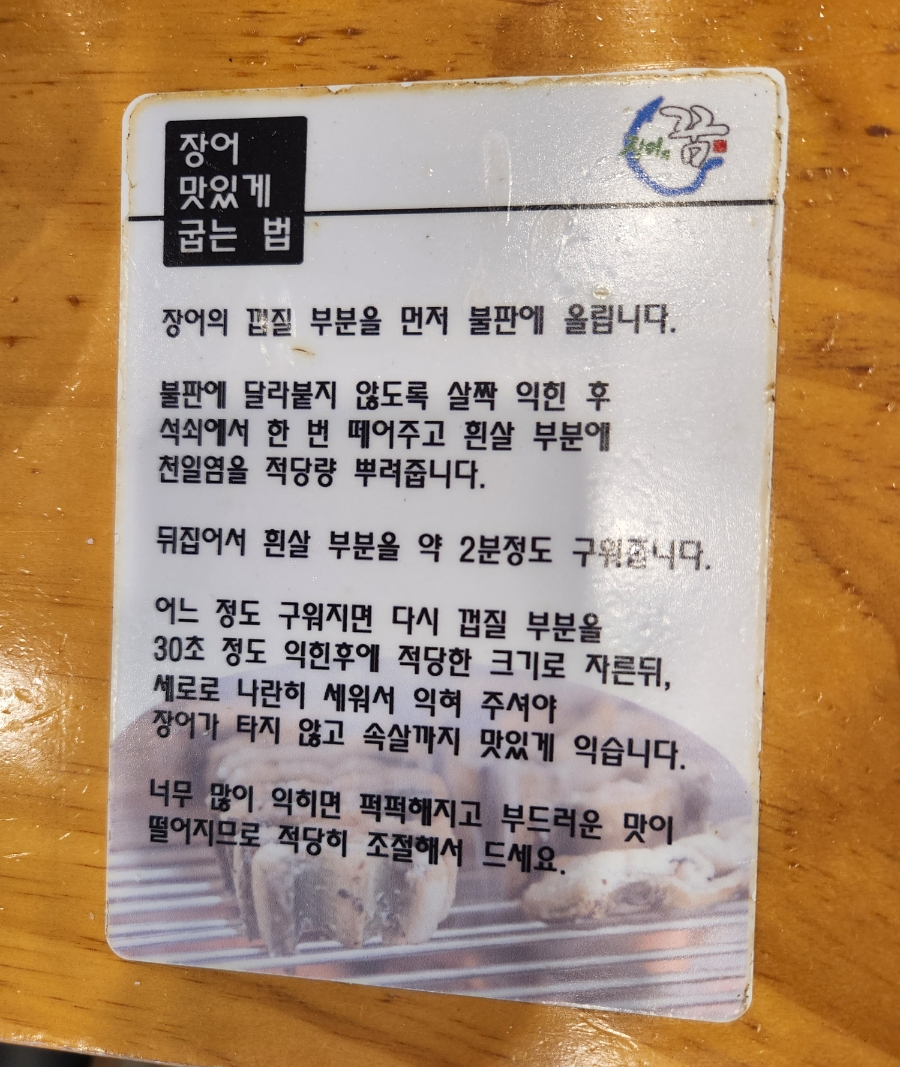 장어
맛있게
굽는 법
꿈
장어의 껍질 부분을 먼저 불판에 올립니다.
불판에 달라붙지 않도록 살짝 익힌 후
석쇠에서 한 번 떼어주고 흰살 부분에
천일염을 적당량 뿌려줍니다.
뒤집어서 흰살 부분을 약 2분정도 구워줍니다.
어느 정도 구워지면 다시 껍질 부분을
30초 정도 익힌후에 적당한 크기로 자른뒤,
세로로 나란히 세워서 익혀 주셔야
장어가 타지 않고 속살까지 맛있게 익습니다.
너무 많이 익히면 퍽퍽해지고 부드러운 맛이
떨어지므로 적당히 조절해서 드세요.